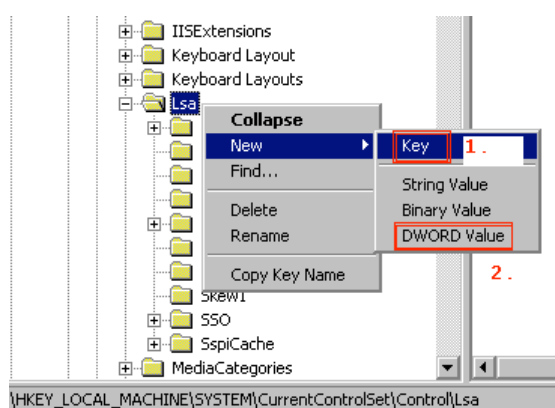 IISExtensions
Keyboard Layout
Keyboard Layouts
Lsa
Collapse
New
Find...
Delete
Rename
Copy Key Name
Key
1 .
String Value
Binary Value
DWORD Value
2 .
Skew1
SSO
SspiCache
MediaCategories
\HKEY_LOCAL_MACHINE\SYSTEM\CurrentControlSet\Control\Lsa